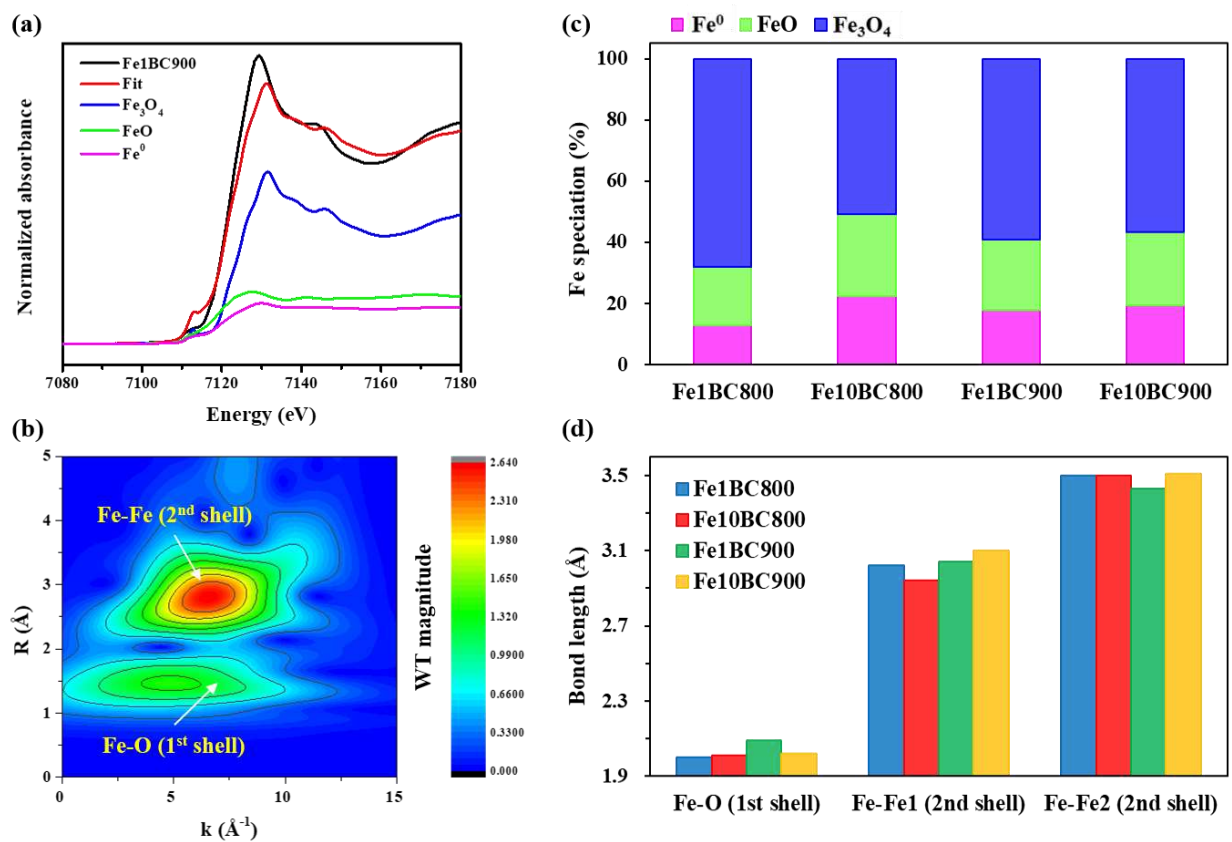 (a)
Fe1BC900
Fit
Fe₃O₄
FeO
Fe⁰
Normalized absorbance
7080 7100 7120 7140 7160 7180
Energy (eV)
(b)
5
4
3
2
1
0
R (Å)
Fe-Fe (2nd shell)
Fe-O (1st shell)
0 5 10 15
k (Å⁻¹)
WT magnitude
2.640
2.310
1.980
1.650
1.320
0.9900
0.6600
0.3300
0.000
(c)
Fe⁰ FeO Fe₃O₄
100
80
60
40
20
0
Fe speciation (%)
Fe1BC800 Fe10BC800 Fe1BC900 Fe10BC900
(d)
3.5
3.1
2.7
2.3
1.9
Bond length (Å)
Fe1BC800
Fe10BC800
Fe1BC900
Fe10BC900
Fe-O (1st shell) Fe-Fe1 (2nd shell) Fe-Fe2 (2nd shell)